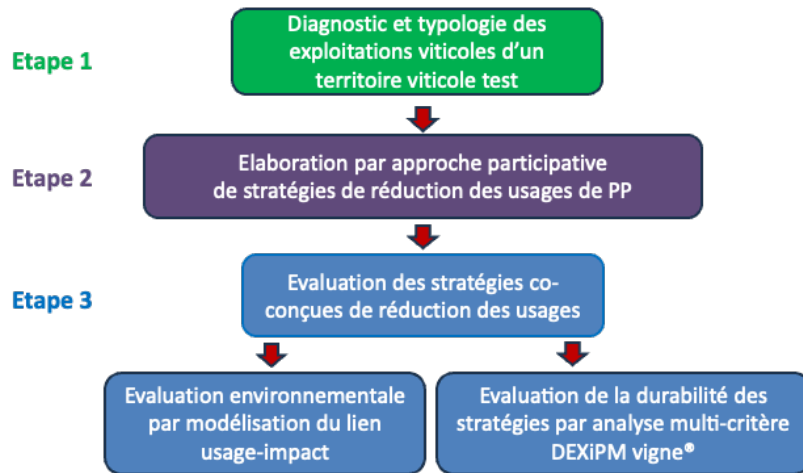 Etape 1
Diagnostic et typologie des
exploitations viticoles d’un
territoire viticole test
Etape 2
Elaboration par approche participative
de stratégies de réduction des usages de PP
Etape 3
Evaluation des stratégies co-
conçues de réduction des usages
Evaluation environnementale
par modélisation du lien
usage-impact
Evaluation de la durabilité des
stratégies par analyse multi-critère
DEXiPM vigne®